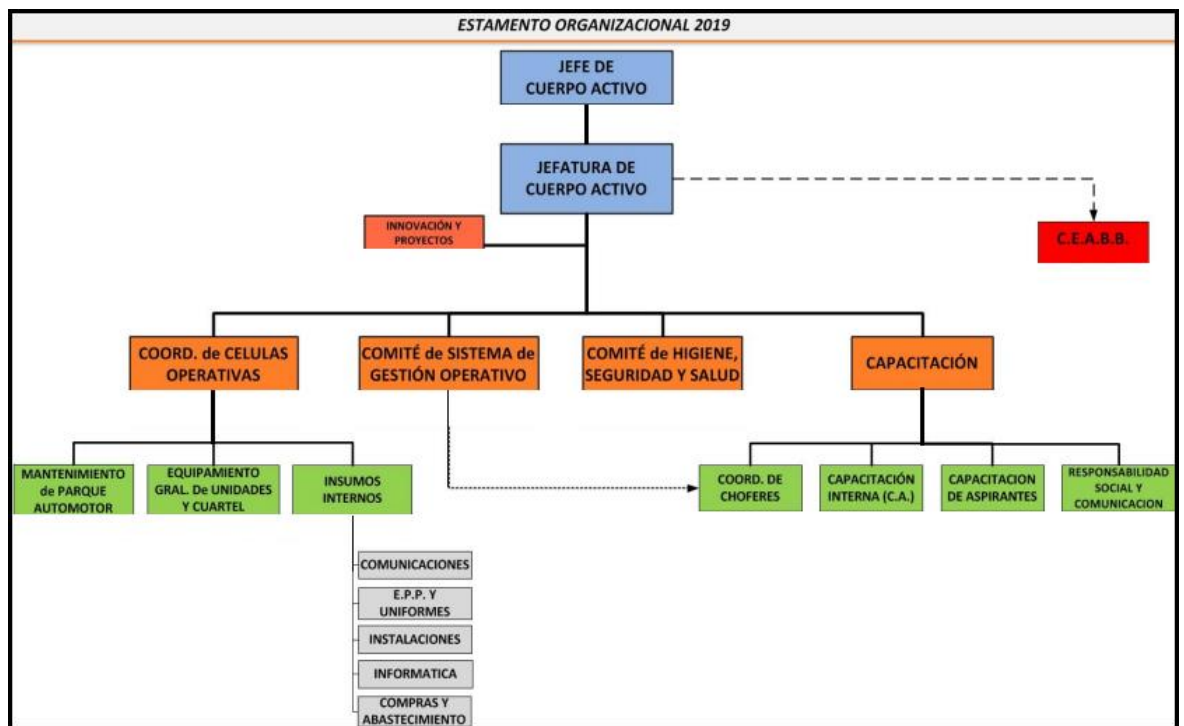 ESTAMENTO ORGANIZACIONAL 2019
JEFE DE
CUERPO ACTIVO
JEFATURA DE
CUERPO ACTIVO
INNOVACIÓN Y
PROYECTOS
C.E.A.B.B.
COORD. de CELULAS
OPERATIVAS
COMITÉ de SISTEMA de
GESTIÓN OPERATIVO
COMITÉ de HIGIENE,
SEGURIDAD Y SALUD
CAPACITACIÓN
MANTENIMIENTO
de PARQUE
AUTOMOTOR
EQUIPAMIENTO
GRAL. De UNIDADES
Y CUARTEL
INSUMOS
INTERNOS
COORD. DE
CHOFERES
CAPACITACIÓN
INTERNA (C.A.)
CAPACITACION
DE ASPIRANTES
RESPONSABILIDAD
SOCIAL Y
COMUNICACION
COMUNICACIONES
E.P.P. Y
UNIFORMES
INSTALACIONES
INFORMATICA
COMPRAS Y
ABASTECIMIENTO